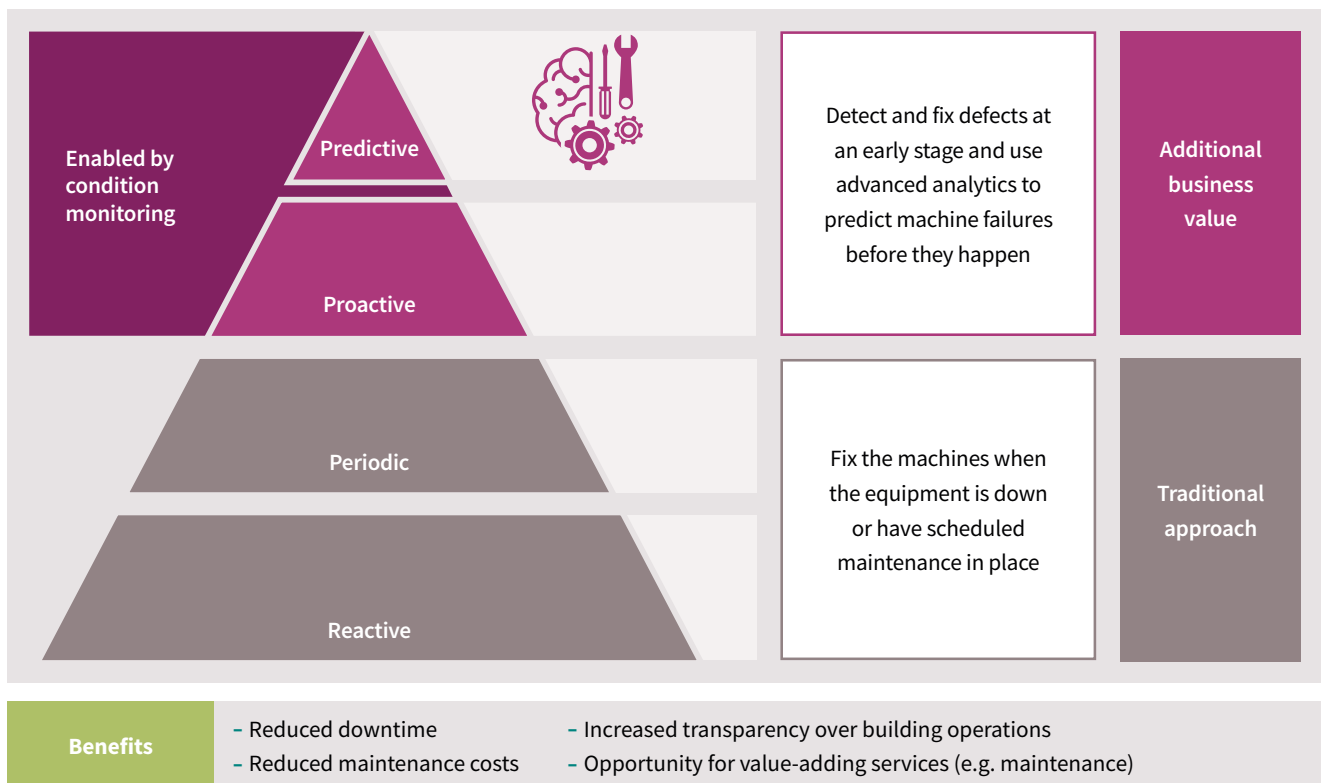 Enabled by
condition
monitoring
Predictive
Proactive
Periodic
Reactive
Detect and fix defects at
an early stage and use
advanced analytics to
predict machine failures
before they happen
Additional
business
value
Fix the machines when
the equipment is down
or have scheduled
maintenance in place
Traditional
approach
Benefits
– Reduced downtime
– Reduced maintenance costs
– Increased transparency over building operations
– Opportunity for value-adding services (e.g. maintenance)